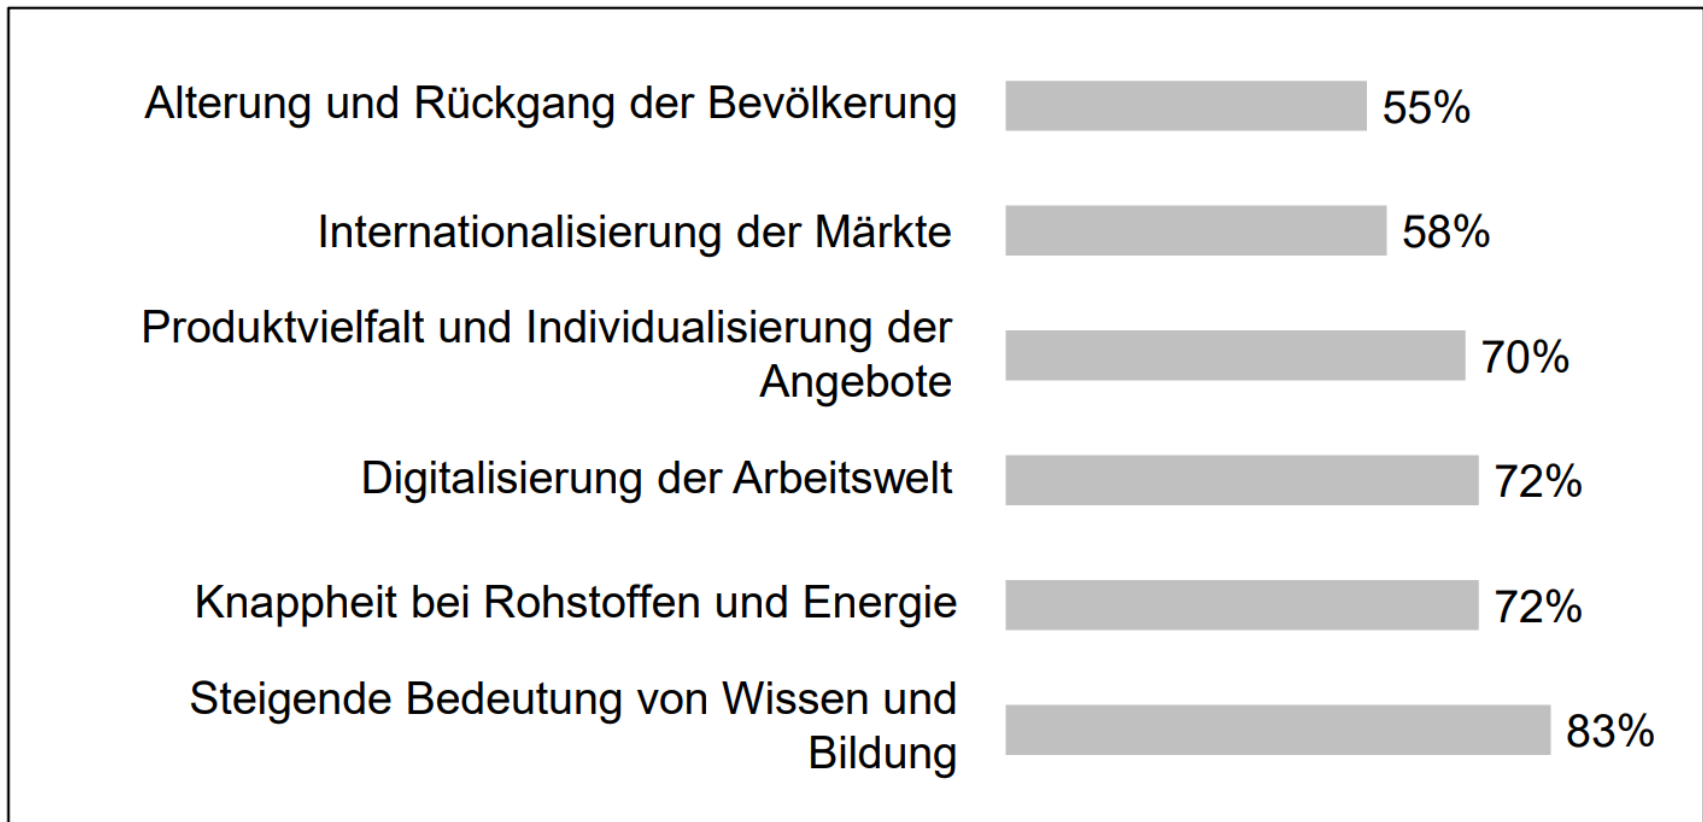 Alterung und Rückgang der Bevölkerung
55%
Internationalisierung der Märkte
58%
Produktvielfalt und Individualisierung der
Angebote
70%
Digitalisierung der Arbeitswelt
72%
Knappheit bei Rohstoffen und Energie
72%
Steigende Bedeutung von Wissen und
Bildung
83%